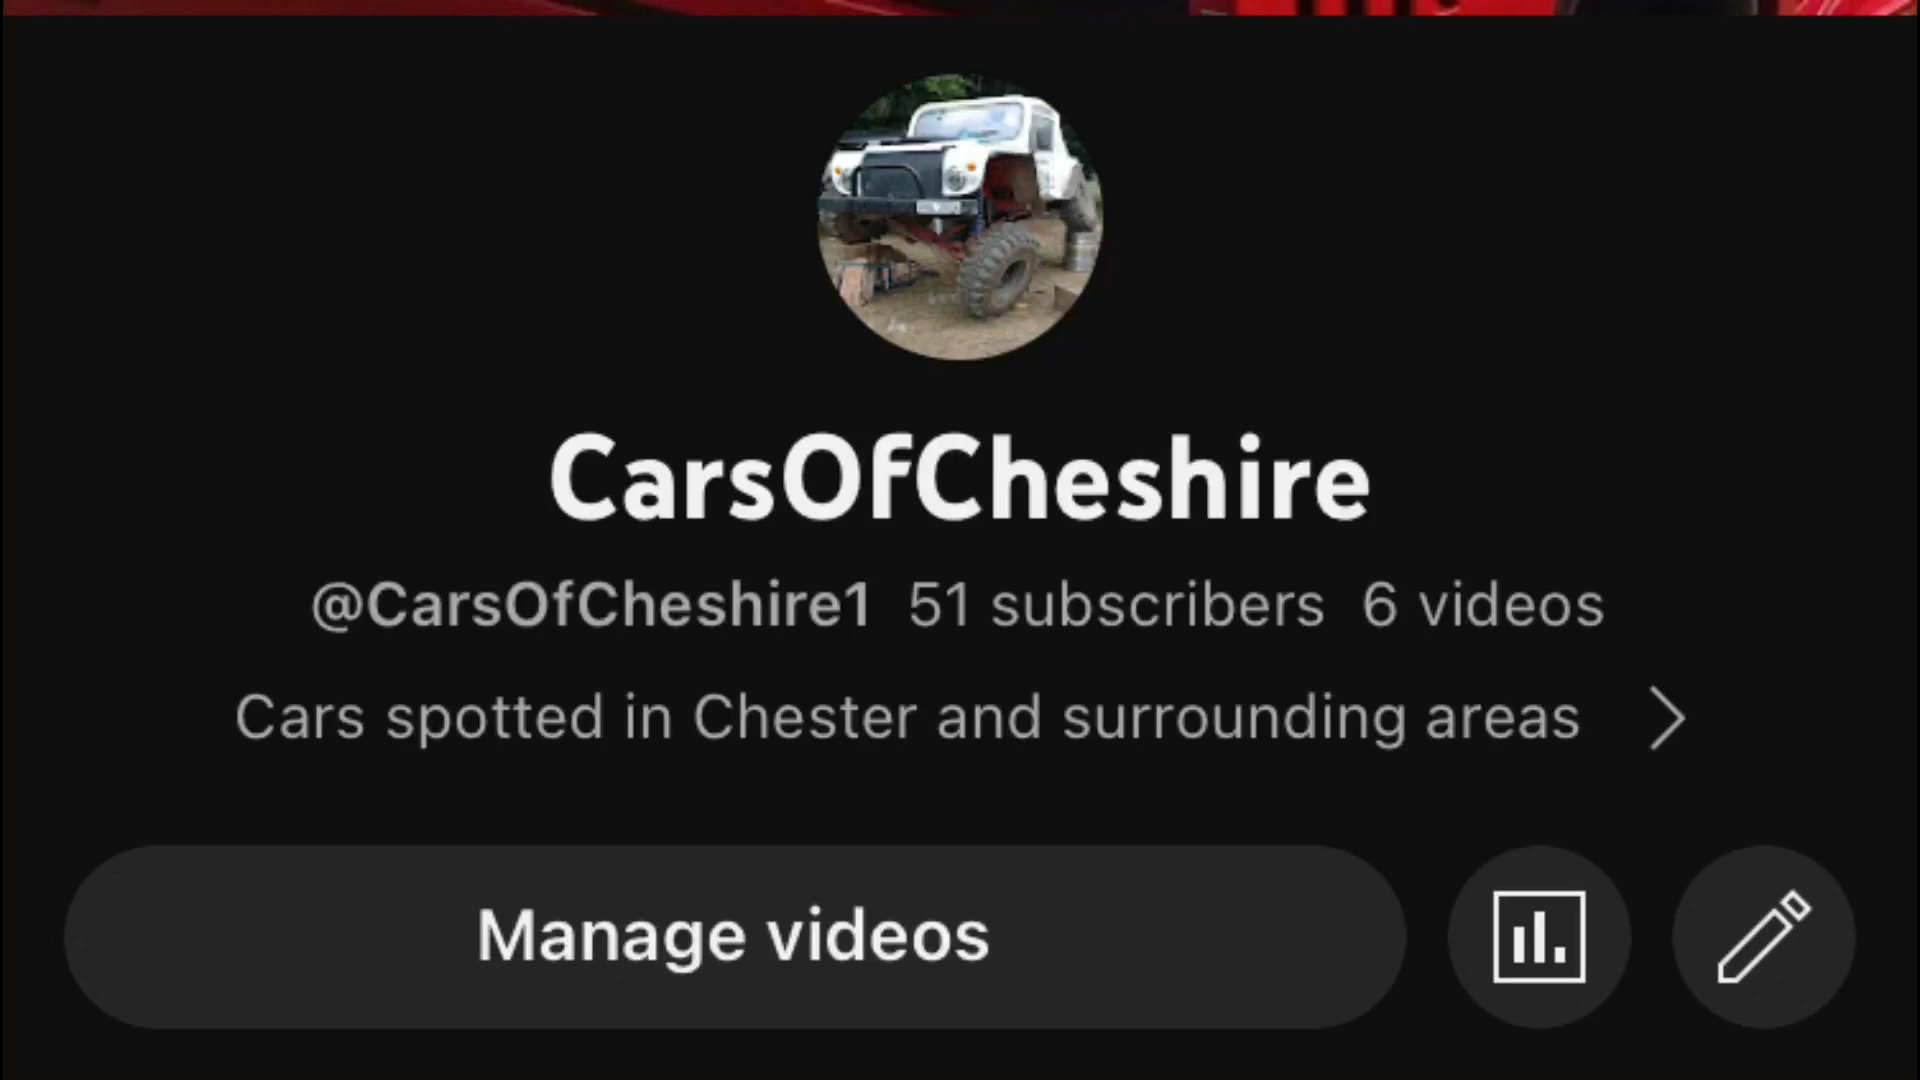 CarsOfCheshire
@CarsOfCheshire1 51 subscribers 6 videos
Cars spotted in Chester and surrounding areas
Manage videos